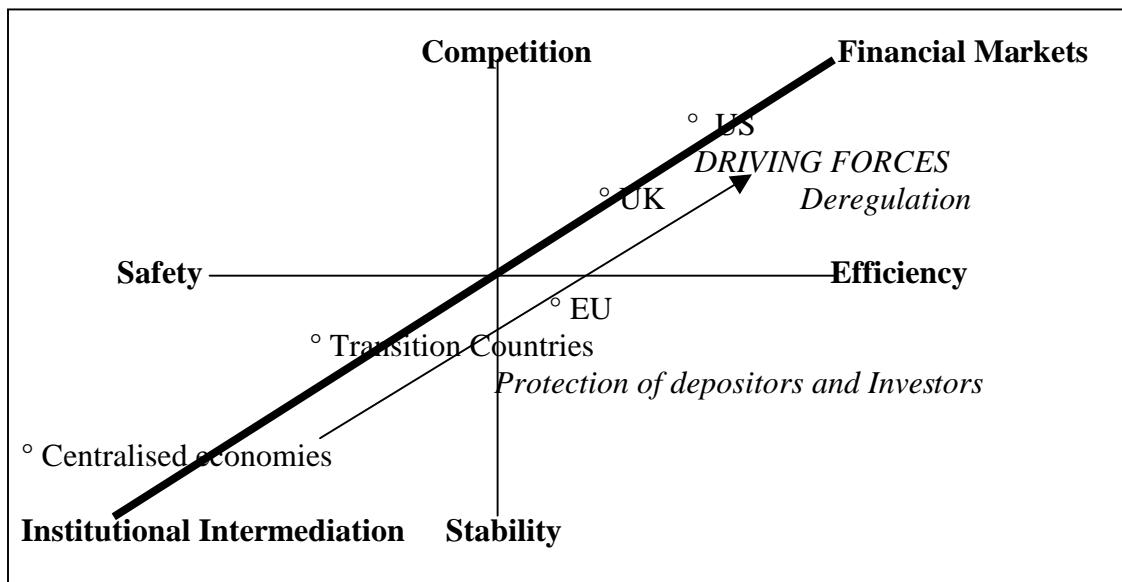 Competition
Financial Markets
° US
DRIVING FORCES
° UK
Deregulation
Safety
Efficiency
° EU
° Transition Countries
Protection of depositors and Investors
° Centralised economies
Institutional Intermediation
Stability